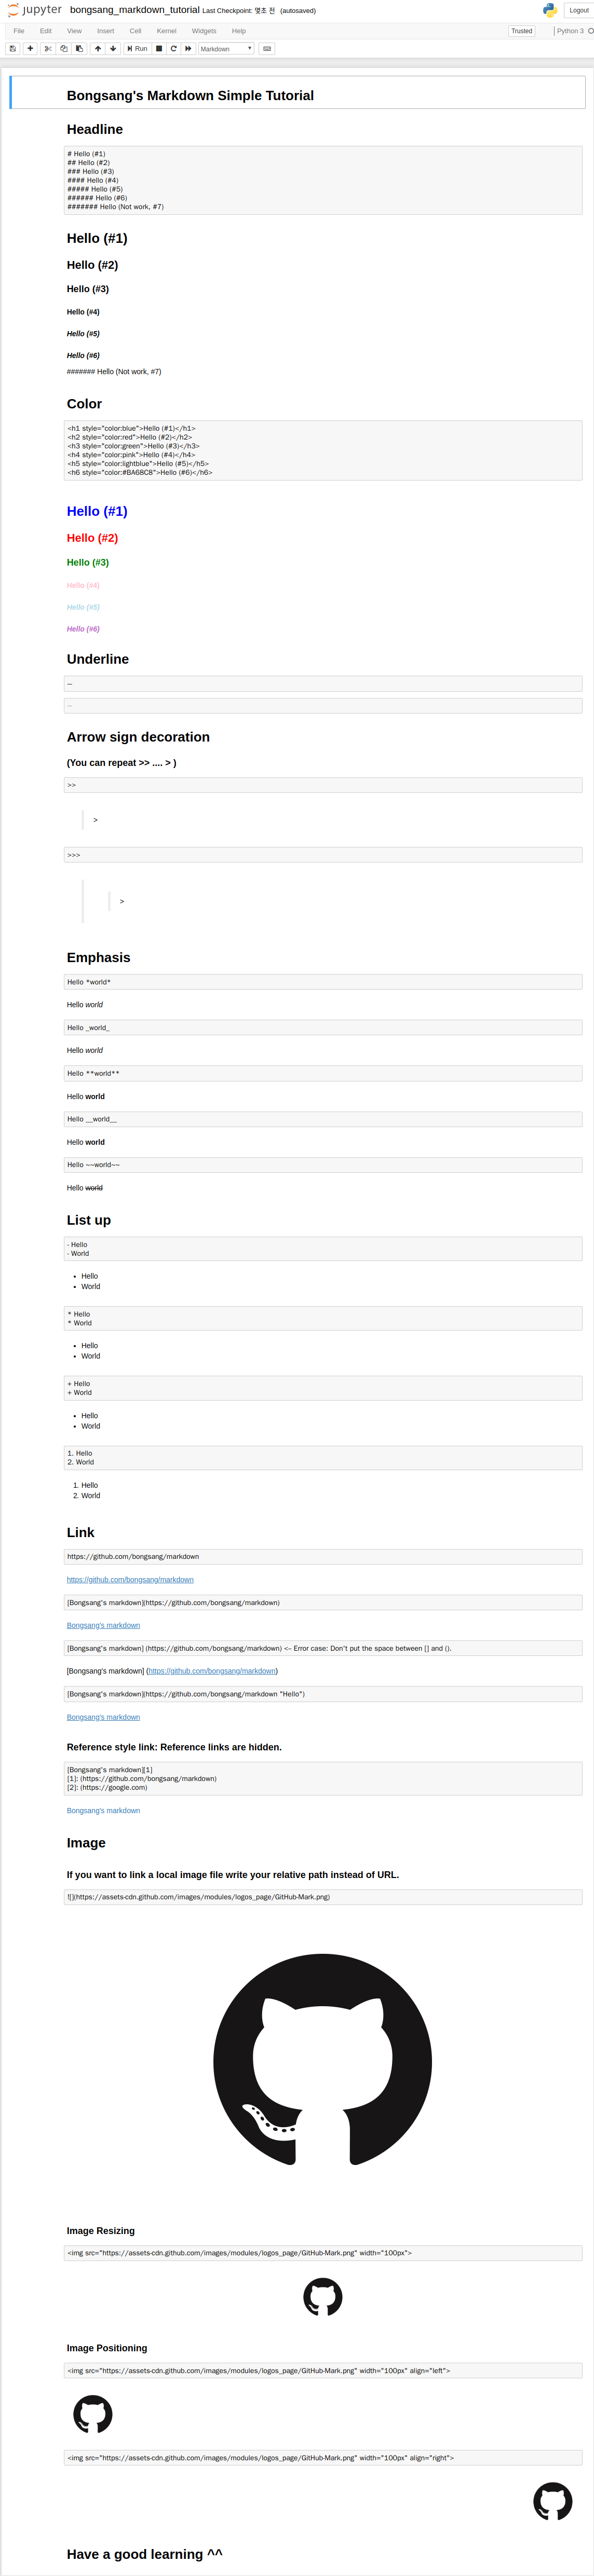 jupyter bongsang_markdown_tutorial Last Checkpoint: 몇초 전 (autosaved) Logout
File Edit View Insert Cell Kernel Widgets Help Trusted Python 3
Run Markdown
Bongsang's Markdown Simple Tutorial
Headline
# Hello (#1)
## Hello (#2)
### Hello (#3)
#### Hello (#4)
##### Hello (#5)
###### Hello (#6)
####### Hello (Not work, #7)
Hello (#1)
Hello (#2)
Hello (#3)
Hello (#4)
Hello (#5)
Hello (#6)
####### Hello (Not work, #7)
Color
<h1 style="color:blue">Hello (#1)</h1>
<h2 style="color:red">Hello (#2)</h2>
<h3 style="color:green">Hello (#3)</h3>
<h4 style="color:pink">Hello (#4)</h4>
<h5 style="color:lightblue">Hello (#5)</h5>
<h6 style="color:#BA68C8">Hello (#6)</h6>
Hello (#1)
Hello (#2)
Hello (#3)
Hello (#4)
Hello (#5)
Hello (#6)
Underline
Arrow sign decoration
(You can repeat >> .... > )
>>
>
>>>
>
Emphasis
Hello *world*
Hello world
Hello _world_
Hello world
Hello **world**
Hello world
Hello __world__
Hello world
Hello ~~world~~
Hello world
List up
- Hello
- World
• Hello
• World
* Hello
* World
• Hello
• World
+ Hello
+ World
• Hello
• World
1. Hello
2. World
1. Hello
2. World
Link
https://github.com/bongsang/markdown
https://github.com/bongsang/markdown
[Bongsang's markdown](https://github.com/bongsang/markdown)
Bongsang's markdown
[Bongsang's markdown] (https://github.com/bongsang/markdown) <-- Error case: Don't put the space between [] and ().
[Bongsang's markdown] (https://github.com/bongsang/markdown)
[Bongsang's markdown](https://github.com/bongsang/markdown "Hello")
Bongsang's markdown
Reference style link: Reference links are hidden.
[Bongsang's markdown][1]
[1]: (https://github.com/bongsang/markdown)
[2]: (https://google.com)
Bongsang's markdown
Image
If you want to link a local image file write your relative path instead of URL.
![](https://assets-cdn.github.com/images/modules/logos_page/GitHub-Mark.png)
Image Resizing
<img src="https://assets-cdn.github.com/images/modules/logos_page/GitHub-Mark.png" width="100px">
Image Positioning
<img src="https://assets-cdn.github.com/images/modules/logos_page/GitHub-Mark.png" width="100px" align="left">
<img src="https://assets-cdn.github.com/images/modules/logos_page/GitHub-Mark.png" width="100px" align="right">
Have a good learning ^^